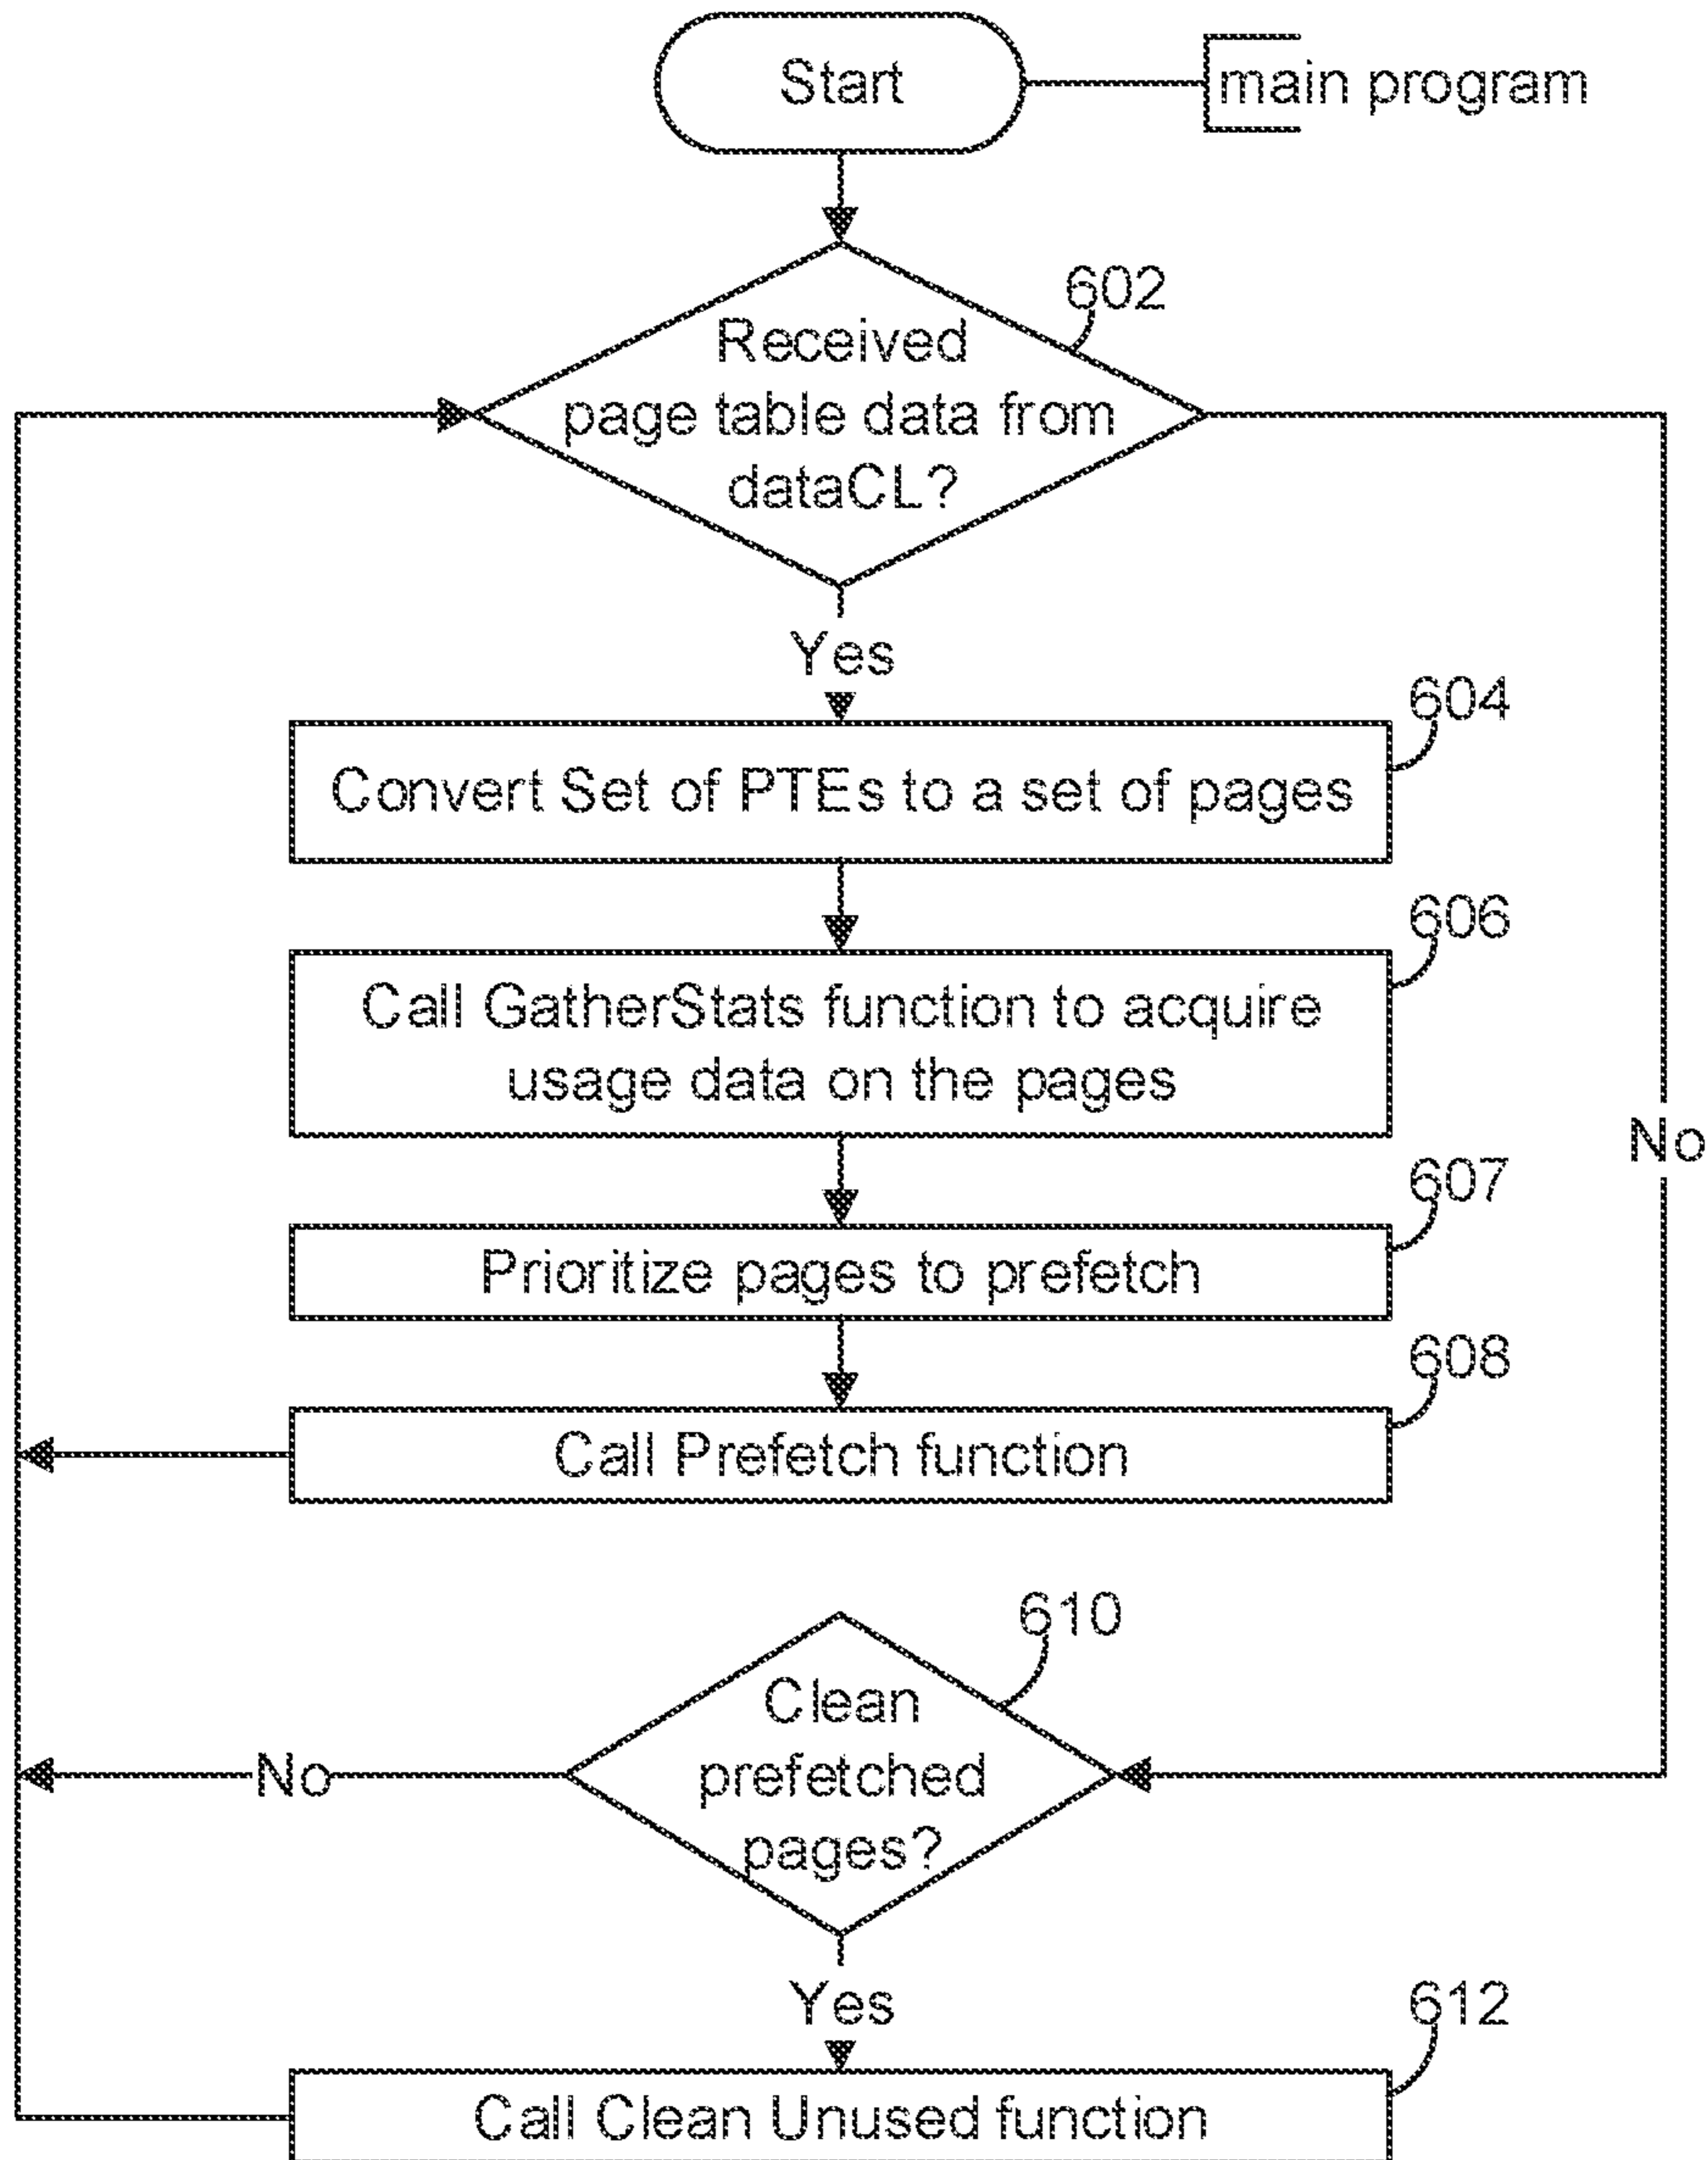 Start
main program
602
Received
page table data from
dataCL?
Yes
604
Convert Set of PTEs to a set of pages
606
Call GatherStats function to acquire
usage data on the pages
No
607
Prioritize pages to prefetch
608
Call Prefetch function
610
Clean
prefetched
pages?
No
Yes
612
Call Clean Unused function